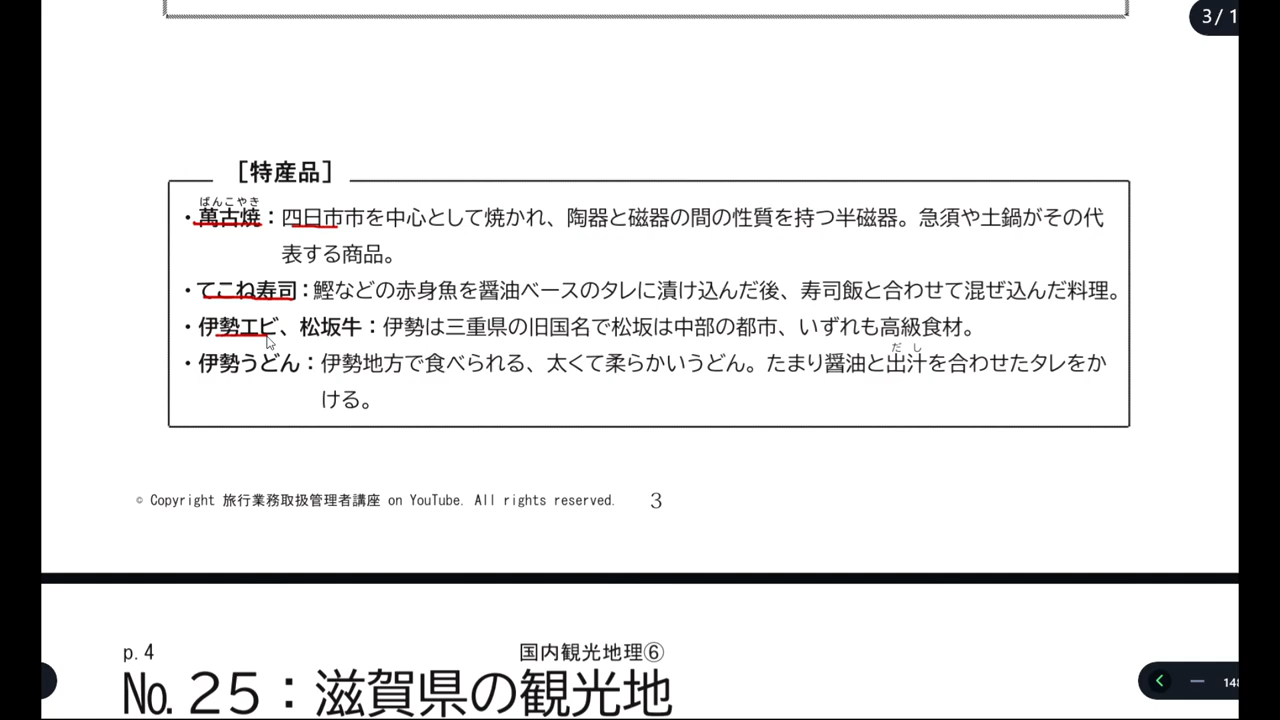 3 / 1
［特産品］
ばんこやき
・萬古焼：四日市市を中心として焼かれ、陶器と磁器の間の性質を持つ半磁器。急須や土鍋がその代
表する商品。
・てこね寿司：鰹などの赤身魚を醤油ベースのタレに漬け込んだ後、寿司飯と合わせて混ぜ込んだ料理。
・伊勢エビ、松坂牛：伊勢は三重県の旧国名で松坂は中部の都市、いずれも高級食材。
だし
・伊勢うどん：伊勢地方で食べられる、太くて柔らかいうどん。たまり醤油と出汁を合わせたタレをか
ける。
© Copyright 旅行業務取扱管理者講座 on YouTube. All rights reserved. 3
p.4 国内観光地理⑥
№25：滋賀県の観光地
148